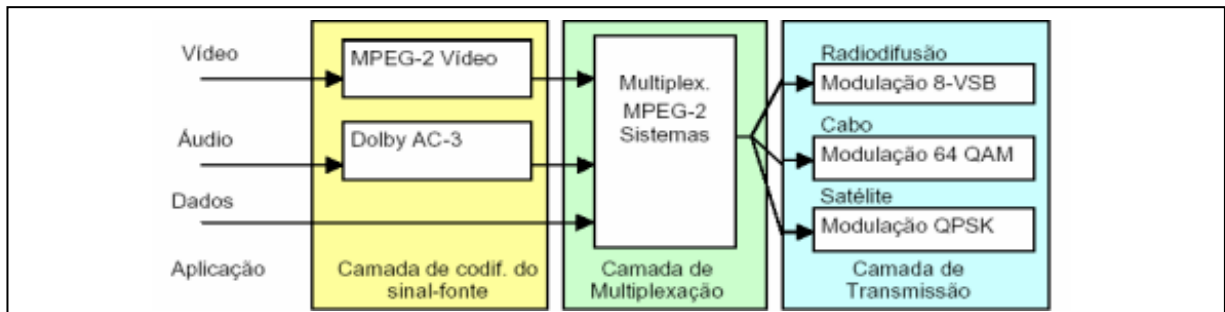 Vídeo
MPEG-2 Vídeo
Áudio
Dolby AC-3
Dados
Aplicação
Camada de codif. do
sinal-fonte
Multiplex.
MPEG-2
Sistemas
Camada de
Multiplexação
Radiodifusão
Modulação 8-VSB
Cabo
Modulação 64 QAM
Satélite
Modulação QPSK
Camada de
Transmissão